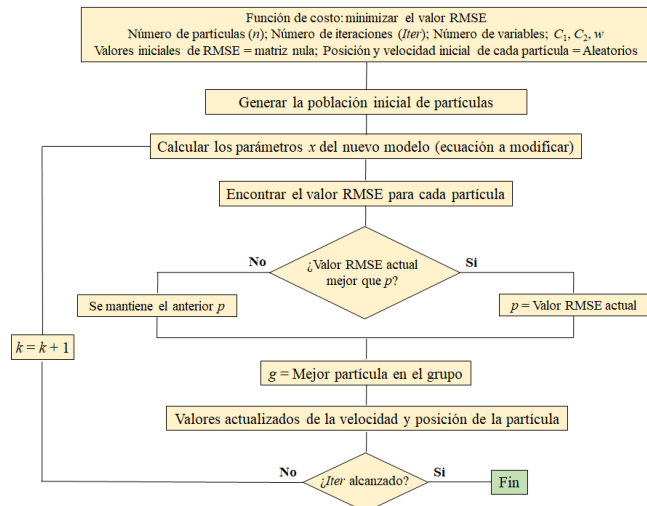 Función de costo: minimizar el valor RMSE
Número de partículas (n); Número de iteraciones (Iter); Número de variables; C1, C2, w
Valores iniciales de RMSE = matriz nula; Posición y velocidad inicial de cada partícula = Aleatorios
Generar la población inicial de partículas
Calcular los parámetros x del nuevo modelo (ecuación a modificar)
Encontrar el valor RMSE para cada partícula
No
Si
¿Valor RMSE actual
mejor que p?
Se mantiene el anterior p
p = Valor RMSE actual
k = k + 1
g = Mejor partícula en el grupo
Valores actualizados de la velocidad y posición de la partícula
No
Si
¿Iter alcanzado?
Fin